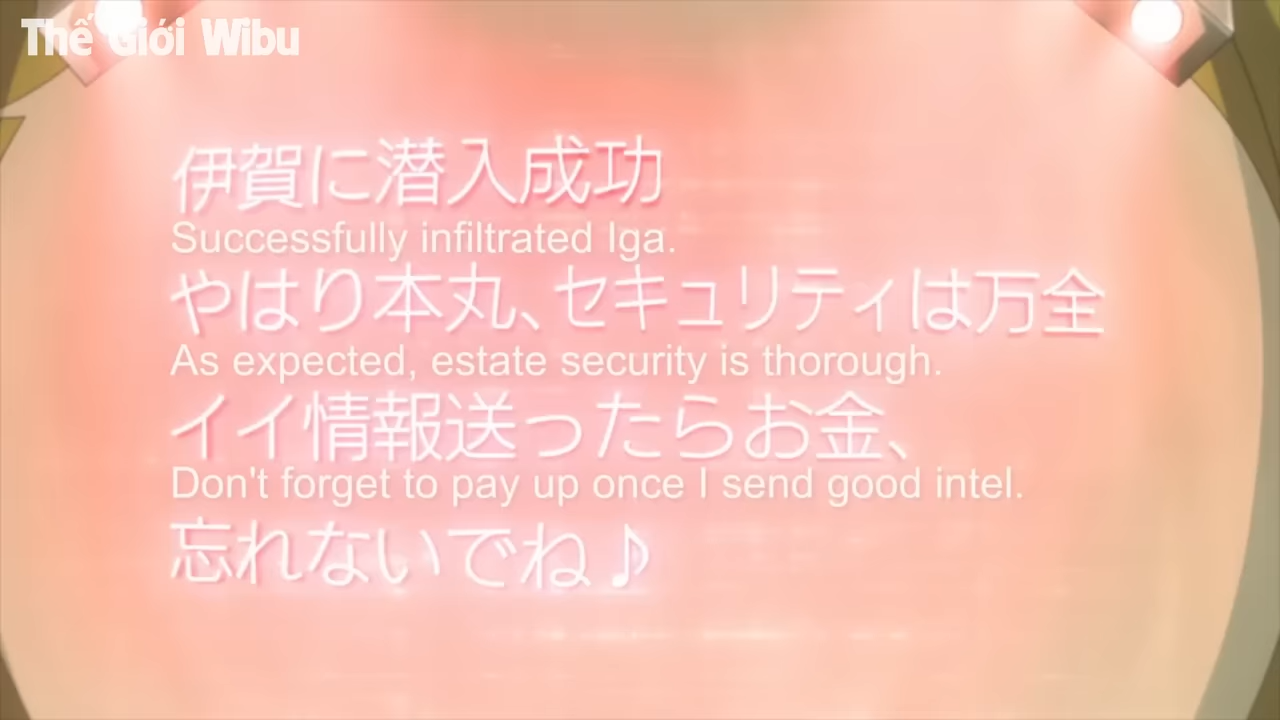 Thế Giới Wibu
伊賀に潜入成功
Successfully infiltrated Iga.
やはり本丸、セキュリティは万全
As expected, estate security is thorough.
イイ情報送ったらお金、
Don't forget to pay up once I send good intel.
忘れないでね♪